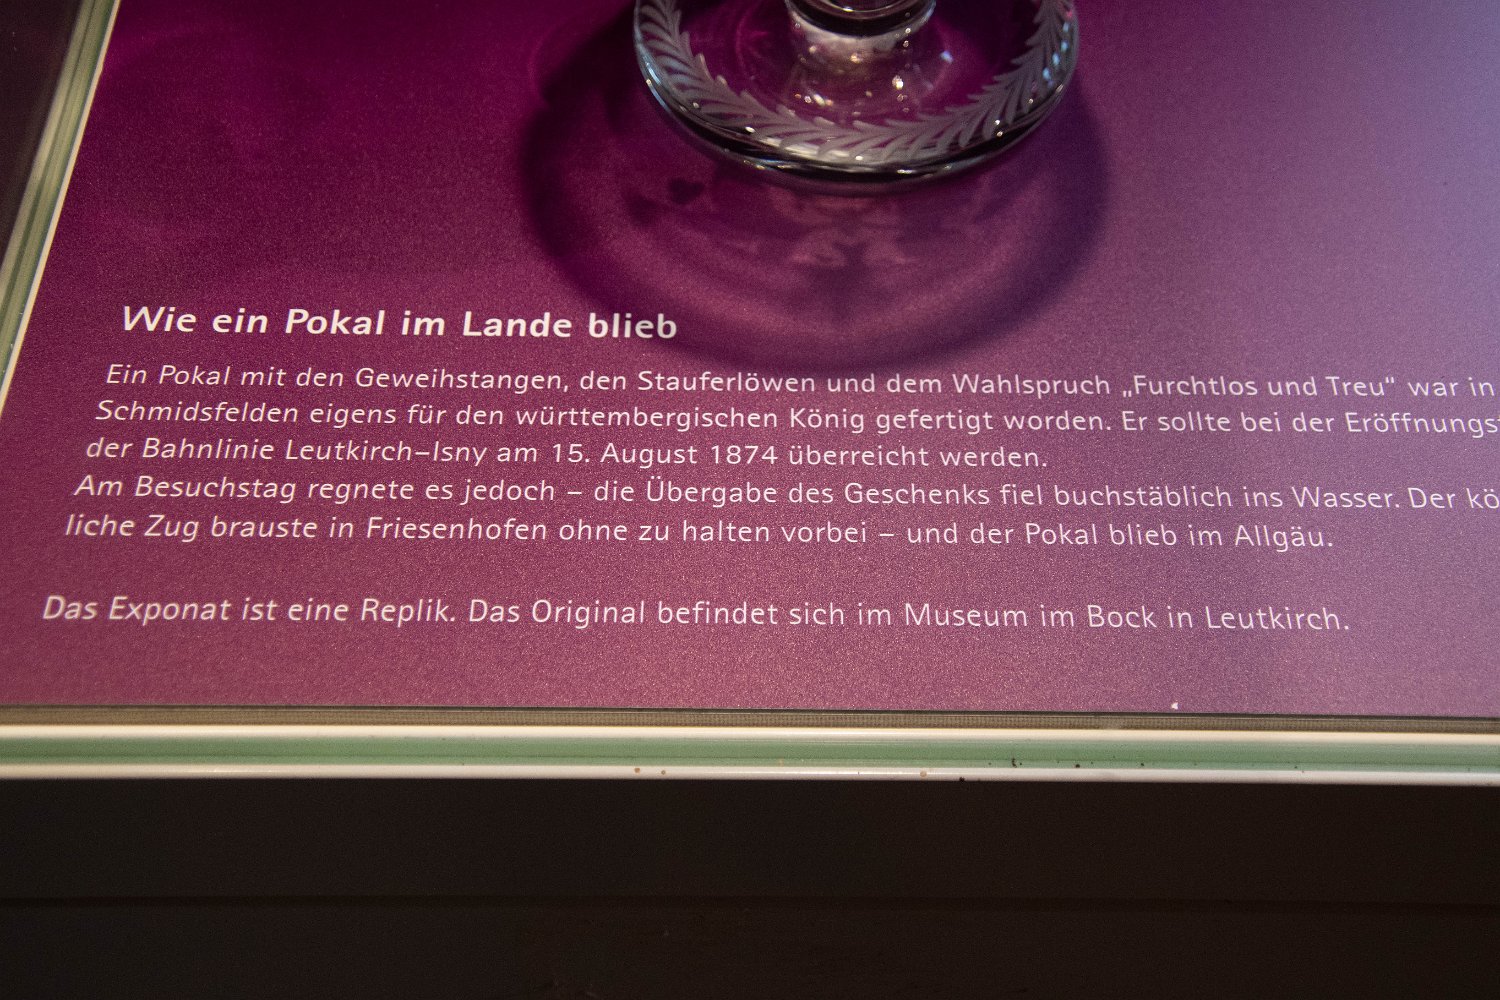 Wie ein Pokal im Lande blieb
Ein Pokal mit den Geweihstangen, den Stauferlöwen und dem Wahlspruch „Furchtlos und Treu“ war in
Schmidsfelden eigens für den württembergischen König gefertigt worden. Er sollte bei der
der Bahnlinie Leutkirch–Isny am 15. August 1874 überreicht werden.
Am Besuchstag regnete es jedoch – die Übergabe des Geschenks fiel buchstäblich ins Wasser. Der
liche Zug brauste in Friesenhofen ohne zu halten vorbei – und der Pokal blieb im Allgäu.
Das Exponat ist eine Replik. Das Original befindet sich im Museum im Bock in Leutkirch.